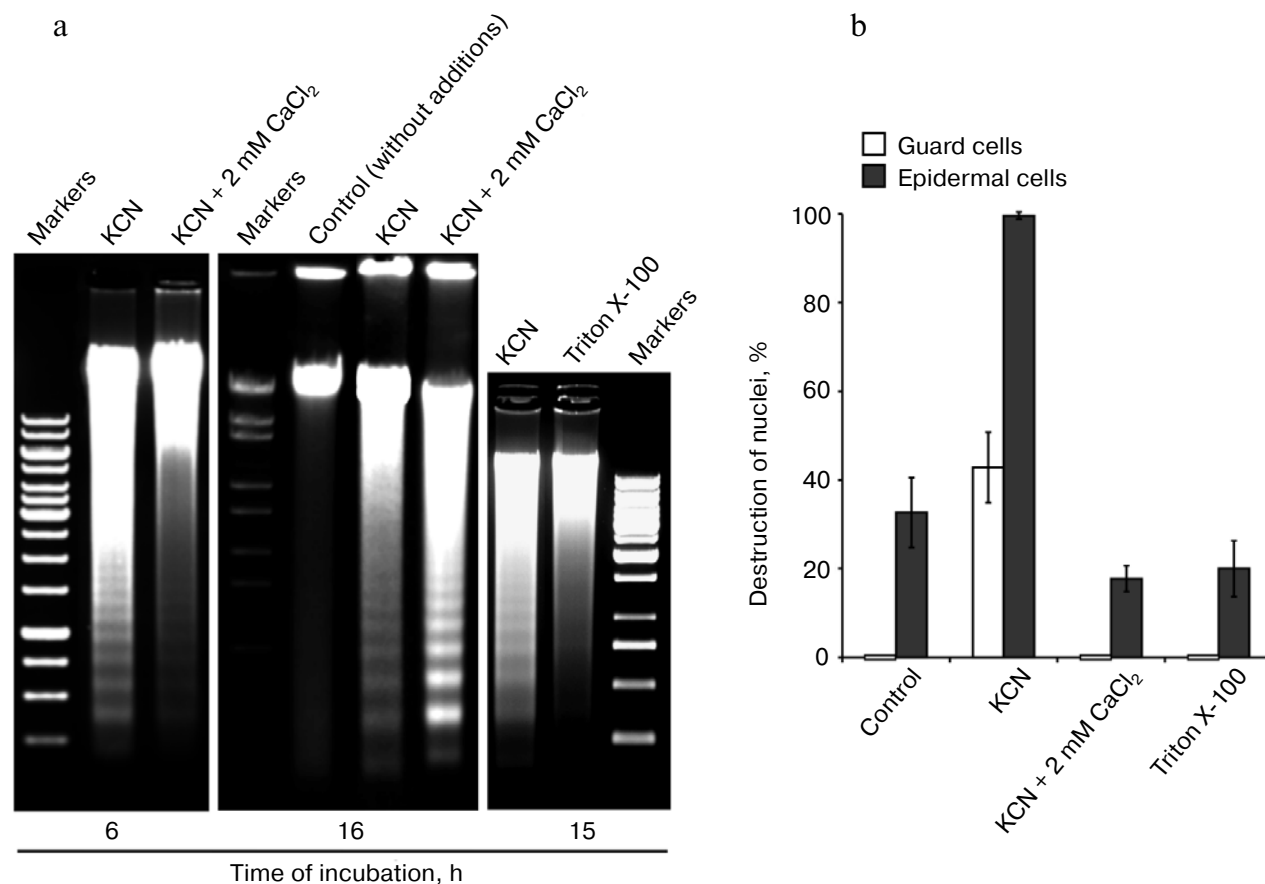 a
Markers
KCN
KCN + 2 mM CaCl₂
Markers
Control (without additions)
KCN
KCN + 2 mM CaCl₂
KCN
Triton X-100
Markers
6
16
15
Time of incubation, h
b
Guard cells
Epidermal cells
Destruction of nuclei, %
100
80
60
40
20
0
Control
KCN
KCN + 2 mM CaCl₂
Triton X-100